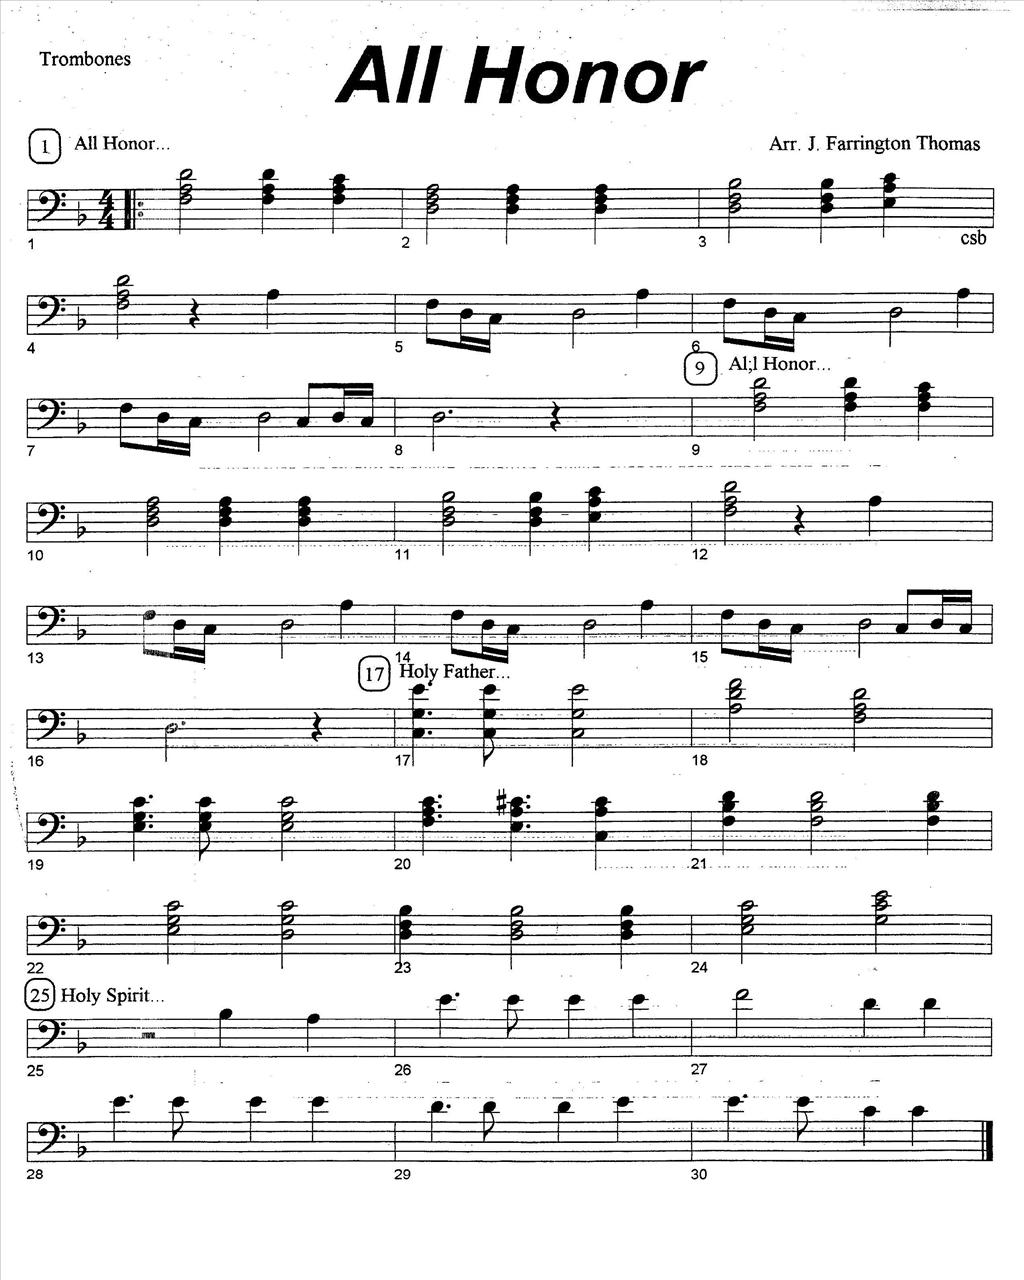 Trombones
All Honor
1 All Honor...
Arr. J. Farrington Thomas
4
4
1 2 3
csb
4 5 6
9 Al;l Honor...
7 8 9
10 11 12
13 14 15
17 Holy Father...
16 17 18
19 20 21
22 23 24
25 Holy Spirit...
25 26 27
28 29 30